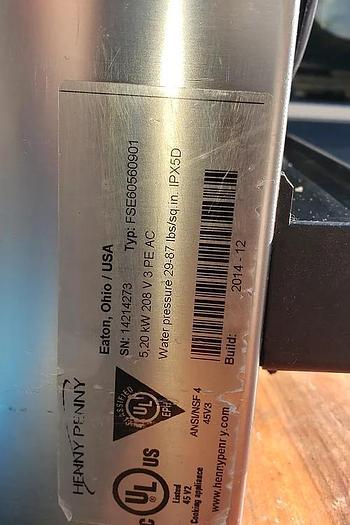 HENNY PENNY
Eaton, Ohio / USA
SN: 14214273 Typ: FSE60560901
5,20 kW 208 V 3 PE AC
Water pressure 29-87 lbs/sq.in. IPX5D
Build: 2014 - 12
CLASSIFIED
UL
EPH
ANSI/NSF 4
45V3
C UL US
Listed
45 V2
Cooking appliance
www.hennypenny.com